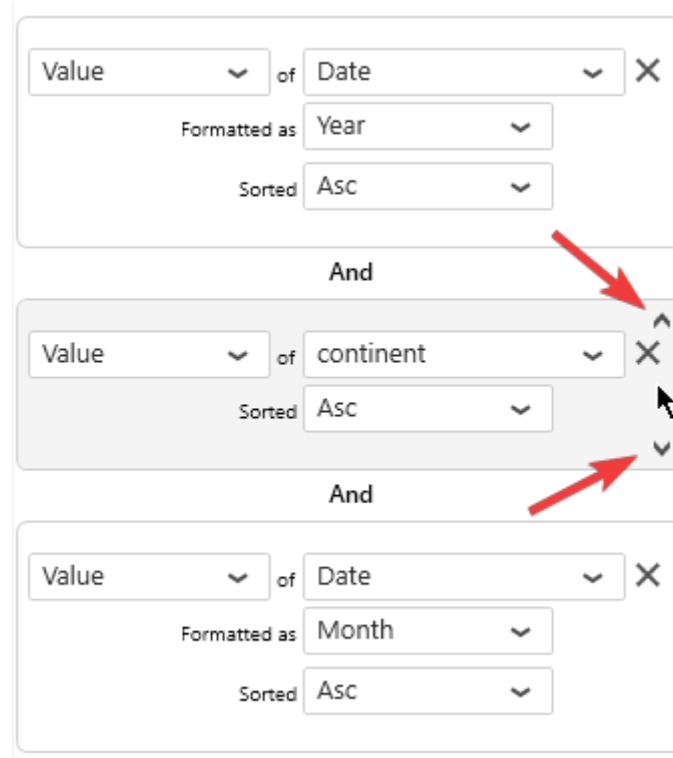 Value of Date
Formatted as Year
Sorted Asc
And
Value of continent
Sorted Asc
And
Value of Date
Formatted as Month
Sorted Asc